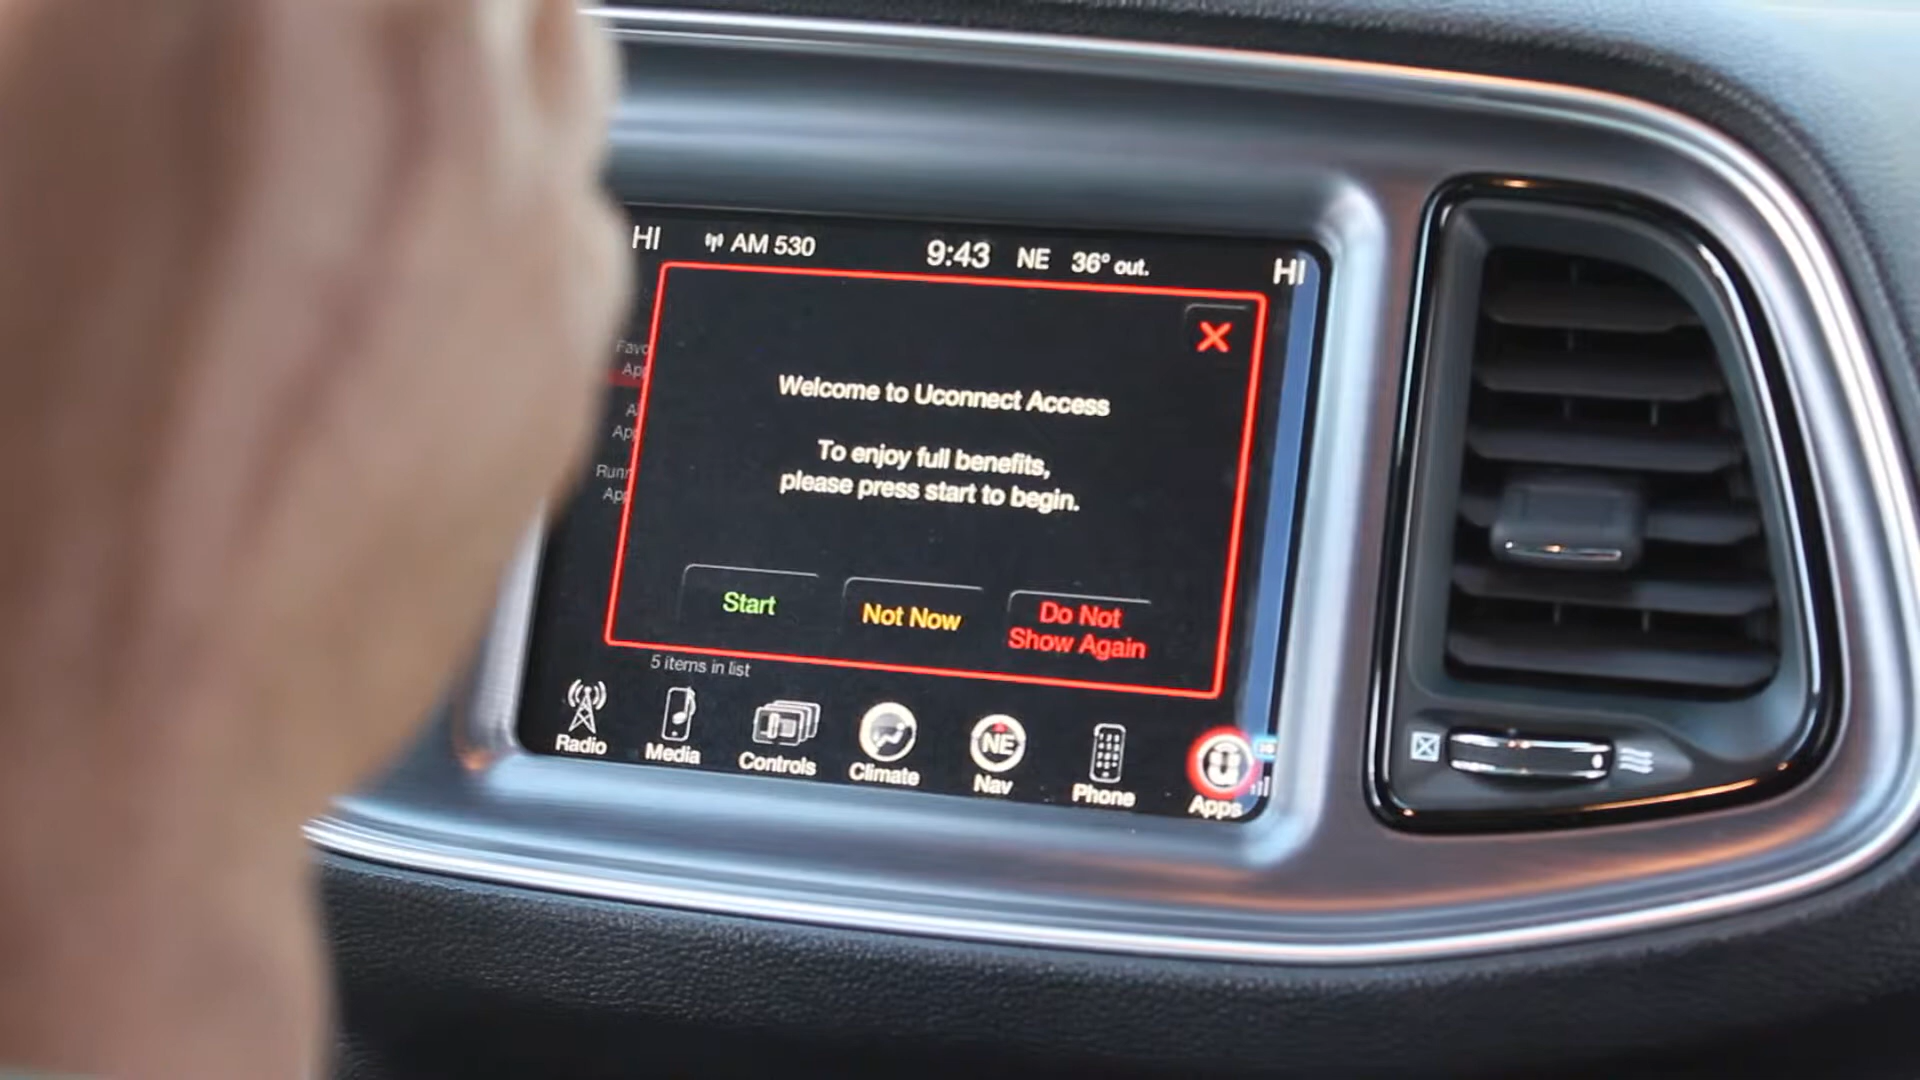 HI AM 530 9:43 NE 36° out. HI
Welcome to Uconnect Access
To enjoy full benefits,
please press start to begin.
Start Not Now Do Not
Show Again
5 items in list
Radio Media Controls Climate NE Nav Phone Apps